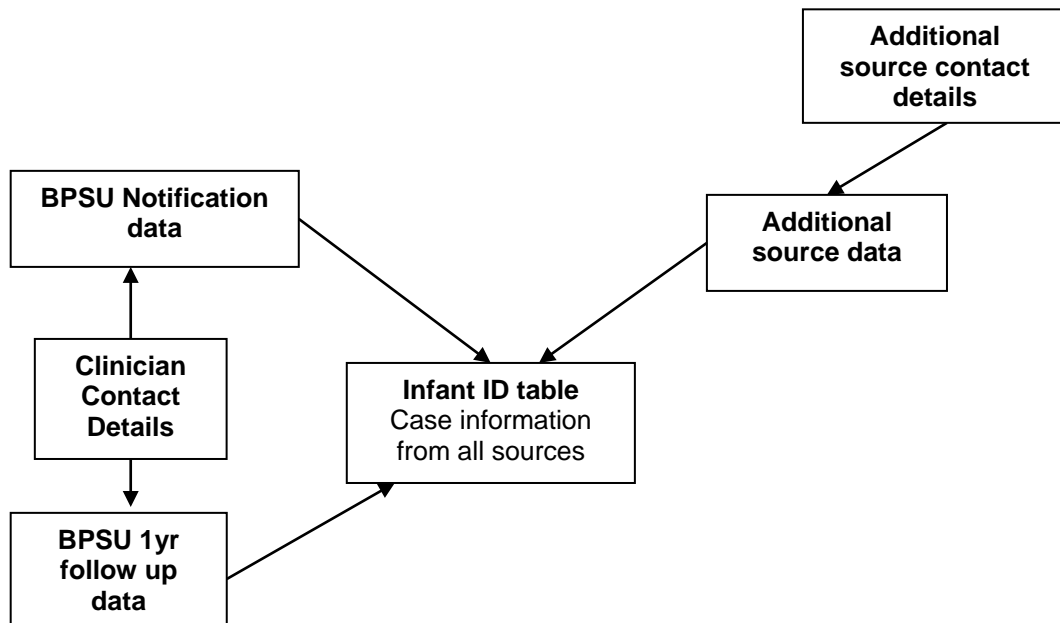 Additional
source contact
details
BPSU Notification
data
Additional
source data
Clinician
Contact
Details
Infant ID table
Case information
from all sources
BPSU 1yr
follow up
data